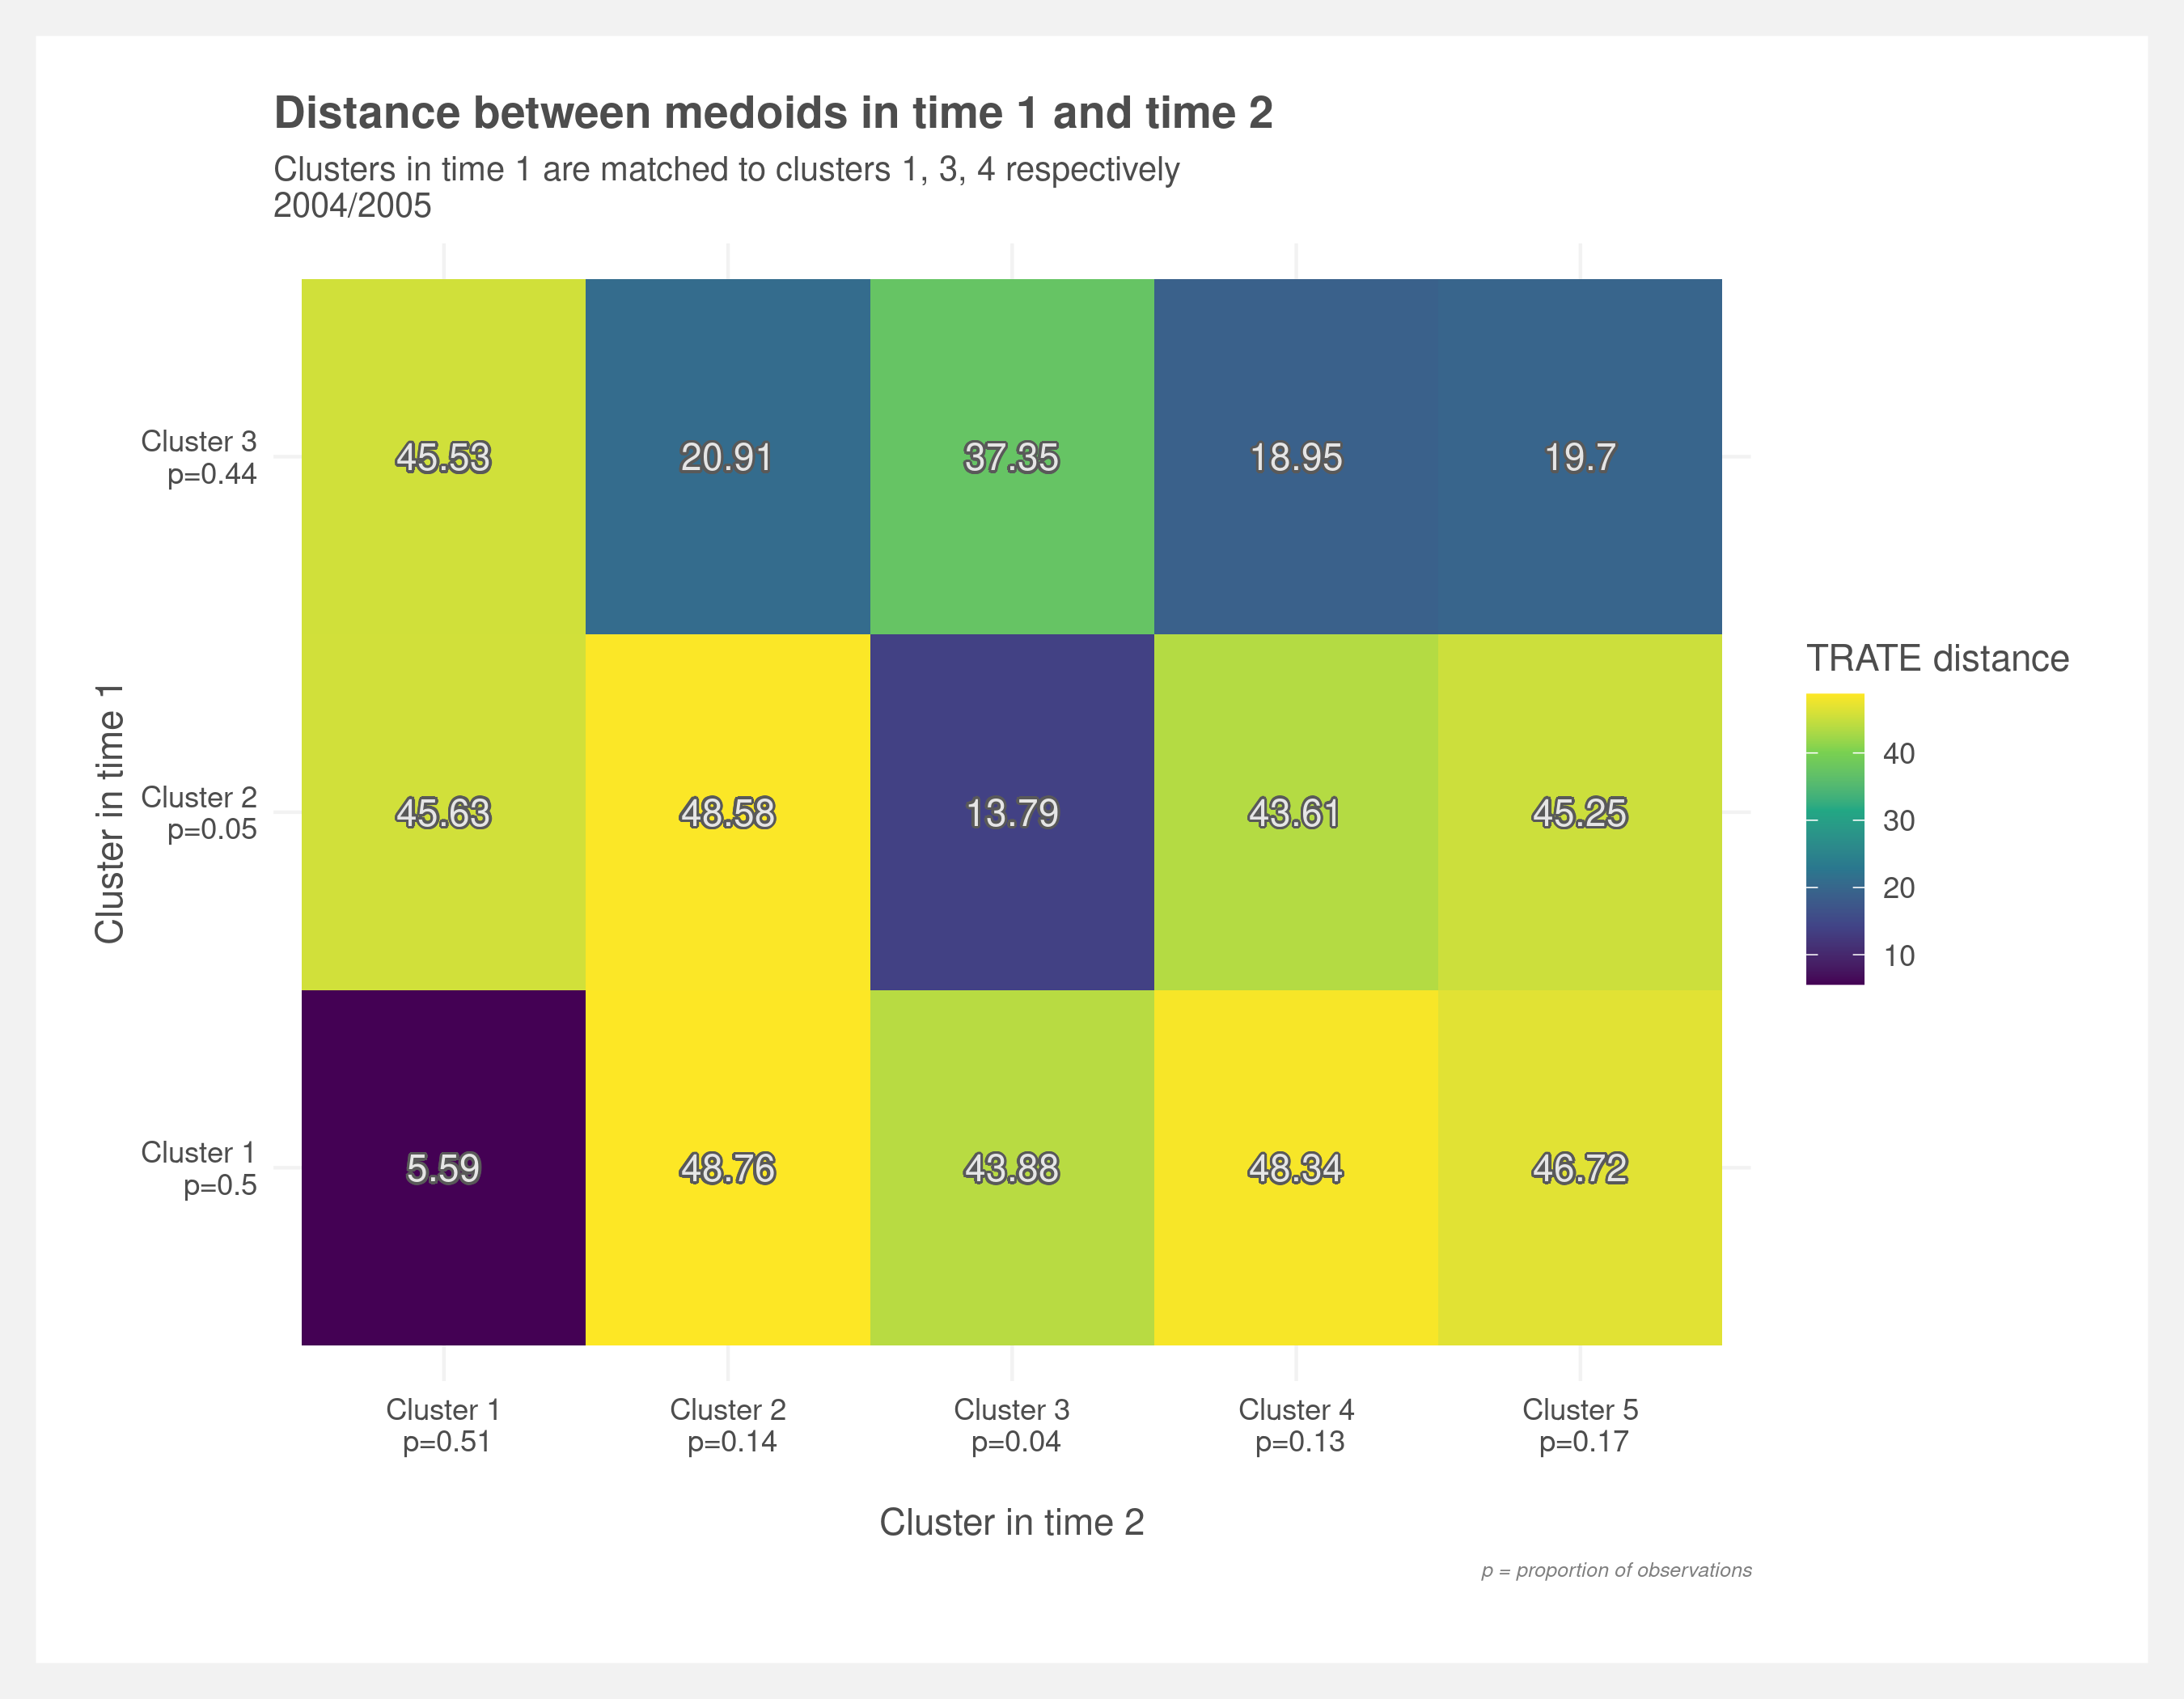 Distance between medoids in time 1 and time 2
Clusters in time 1 are matched to clusters 1, 3, 4 respectively
2004/2005
Cluster in time 1
Cluster 3
p=0.44
45.53 20.91 37.35 18.95 19.7
Cluster 2
p=0.05
45.63 48.58 13.79 43.61 45.25
Cluster 1
p=0.5
5.59 48.76 43.88 48.34 46.72
Cluster 1 Cluster 2 Cluster 3 Cluster 4 Cluster 5
p=0.51 p=0.14 p=0.04 p=0.13 p=0.17
Cluster in time 2
TRATE distance
40
30
20
10
p = proportion of observations